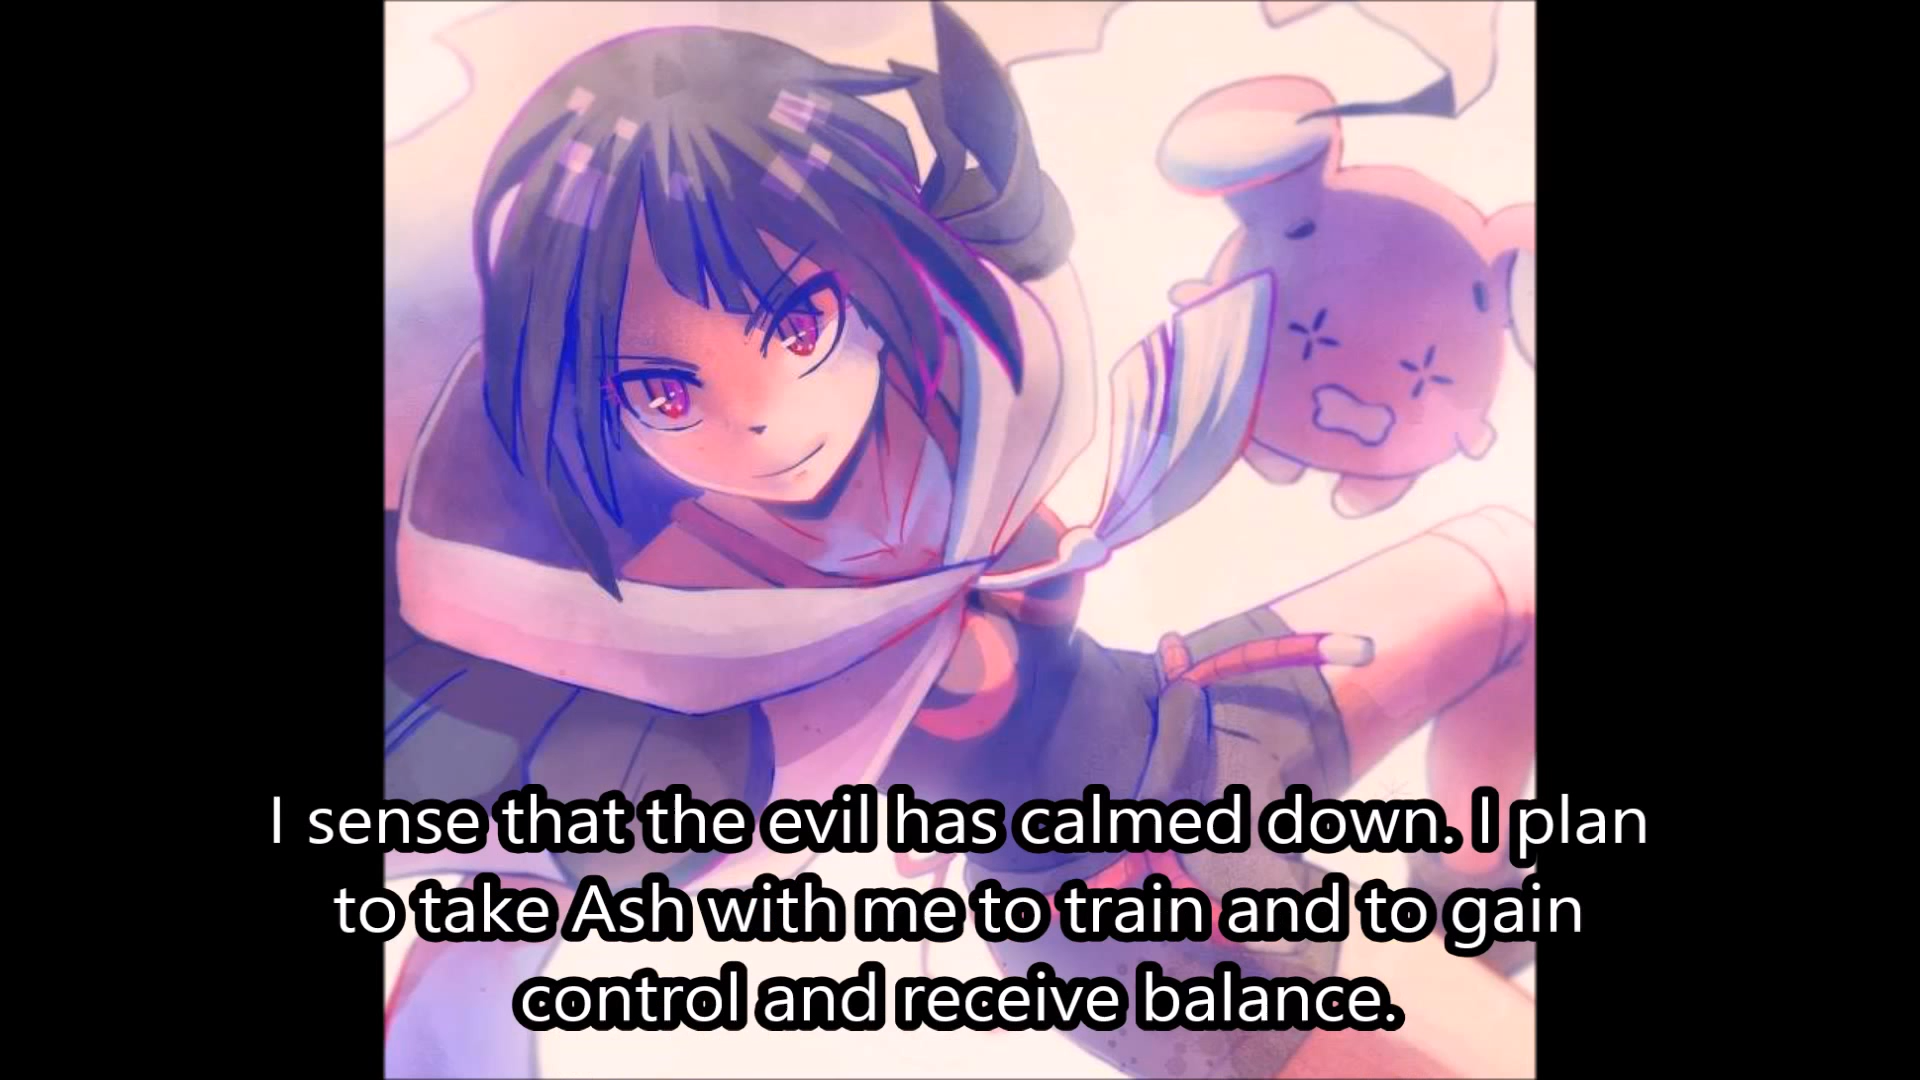 I sense that the evil has calmed down. I plan
to take Ash with me to train and to gain
control and receive balance.